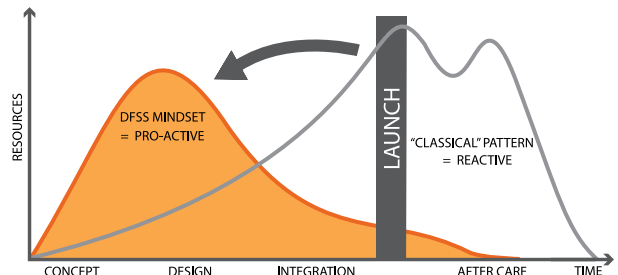 RESOURCES
DFSS MINDSET
= PRO-ACTIVE
LAUNCH
"CLASSICAL" PATTERN
= REACTIVE
CONCEPT
DESIGN
INTEGRATION
AFTER CARE
TIME